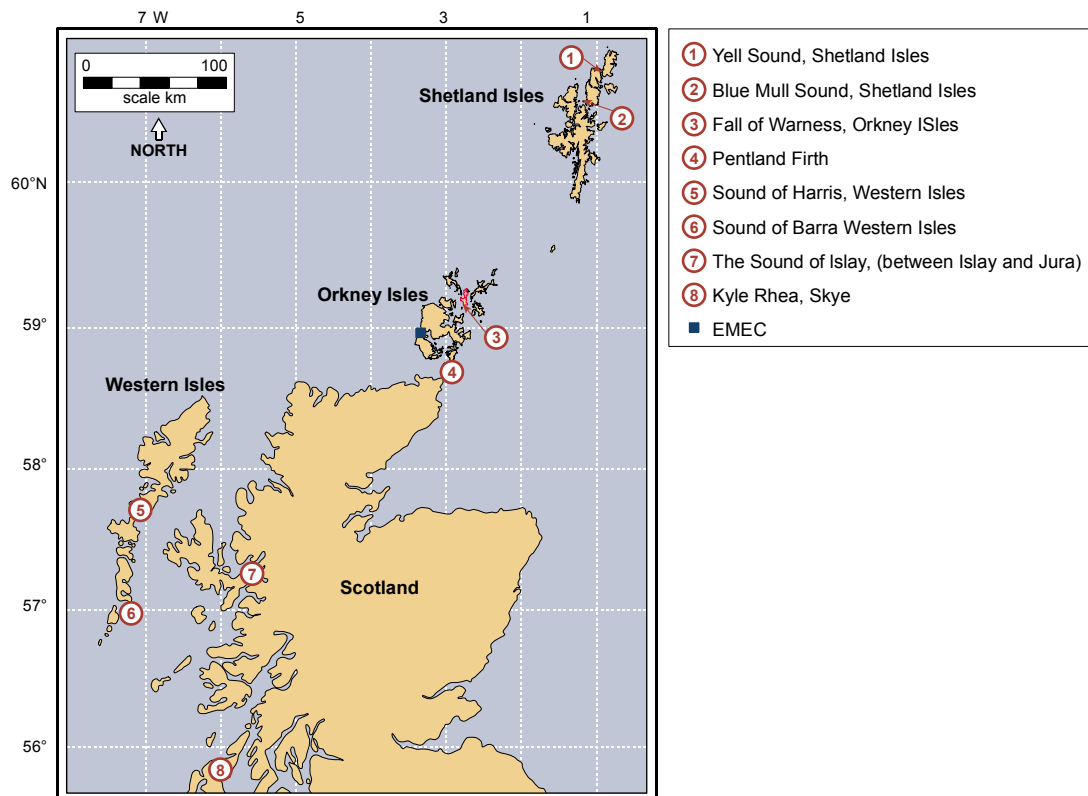 7 W 5 3 1
0 100
scale km
NORTH
1
Shetland Isles
2
60°N
Orkney Isles
59°
3
4
Western Isles
58°
5
7
Scotland
57°
6
56°
8
1 Yell Sound, Shetland Isles
2 Blue Mull Sound, Shetland Isles
3 Fall of Warness, Orkney ISles
4 Pentland Firth
5 Sound of Harris, Western Isles
6 Sound of Barra Western Isles
7 The Sound of Islay, (between Islay and Jura)
8 Kyle Rhea, Skye
EMEC